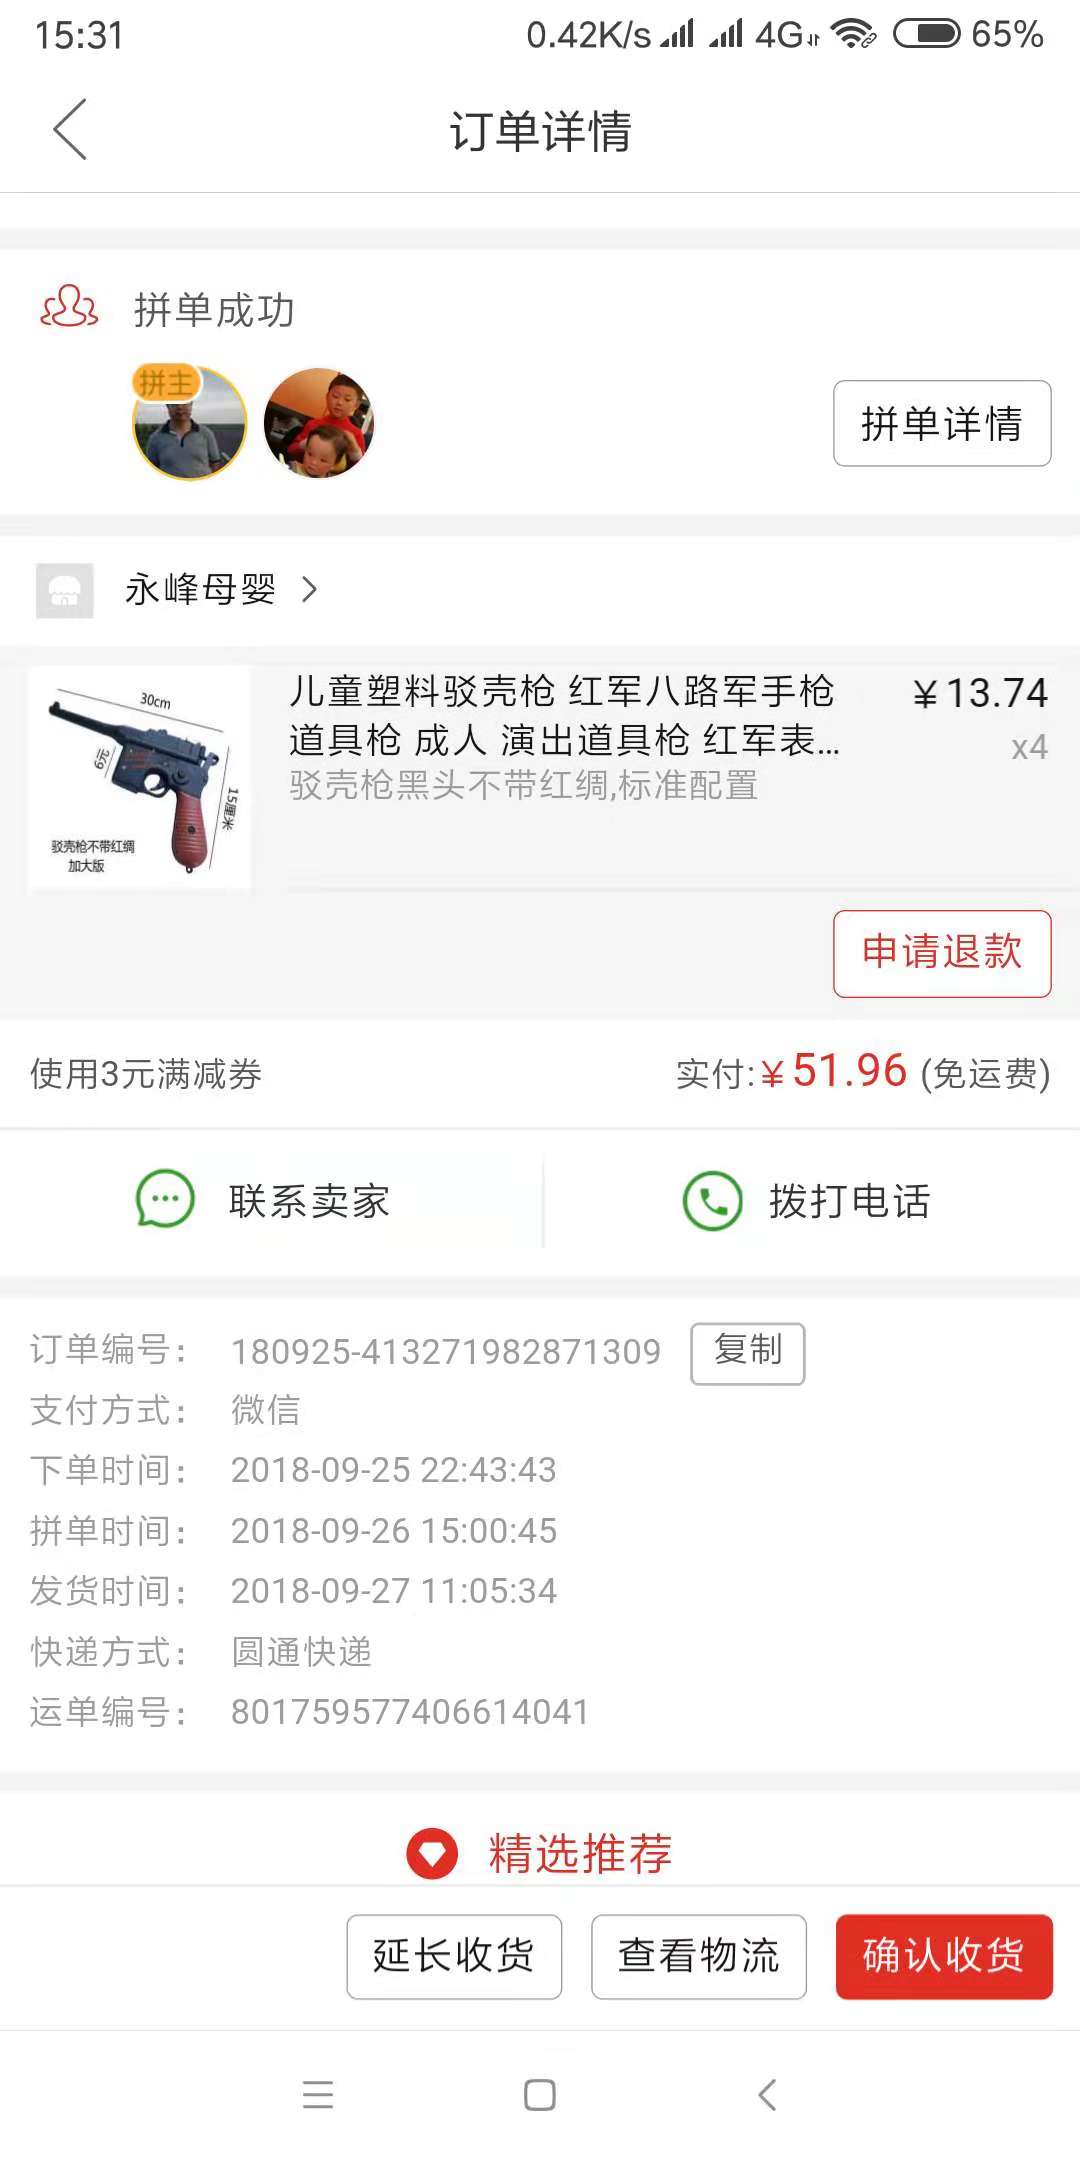 15:31 0.42K/s 4G 65%
订单详情
拼单成功
拼主
拼单详情
永峰母婴
儿童塑料驳壳枪 红军八路军手枪 ¥13.74
道具枪 成人 演出道具枪 红军表... x4
驳壳枪黑头不带红绸,标准配置
30cm
6元
15厘米
驳壳枪不带红绸
加大版
申请退款
使用3元满减券 实付:¥51.96 (免运费)
联系卖家 拨打电话
订单编号: 180925-413271982871309 复制
支付方式: 微信
下单时间: 2018-09-25 22:43:43
拼单时间: 2018-09-26 15:00:45
发货时间: 2018-09-27 11:05:34
快递方式: 圆通快递
运单编号: 801759577406614041
精选推荐
延长收货 查看物流 确认收货